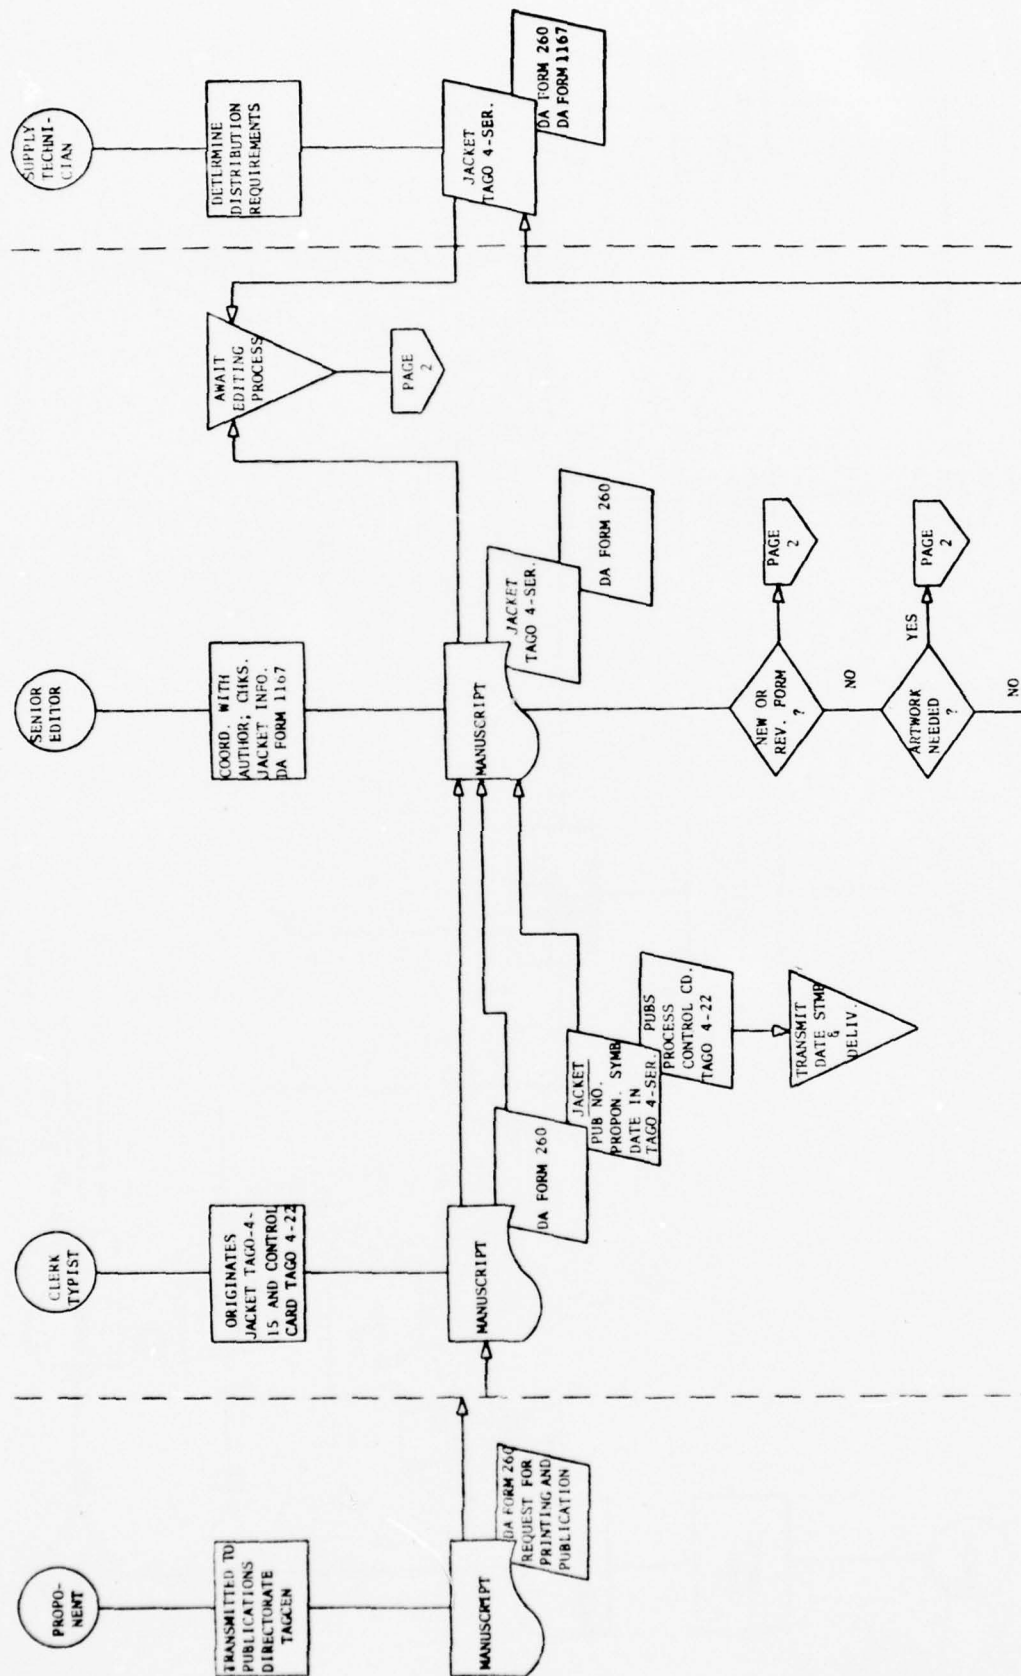 PROPO-
NENT
TRANSMITTED TO
PUBLICATIONS
DIRECTORATE
TAGCEN
MANUSCRIPT
DA FORM 260
REQUEST FOR
PRINTING AND
PUBLICATION
CLERK
TYPIST
ORIGINATES
JACKET TAGO-4-
15 AND CONTROL
CARD TAGO 4-22
MANUSCRIPT
DA FORM 260
JACKET
PUB NO.
PROPON. SYMB
DATE IN
TAGO 4-SER.
PUBS
PROCESS
CONTROL CD.
TAGO 4-22
TRANSMIT
DATE STMP
&
DELIV.
SENIOR
EDITOR
COORD. WITH
AUTHOR; CHKS.
JACKET INFO.
DA FORM 1167
MANUSCRIPT
JACKET
TAGO 4-SER.
DA FORM 260
NEW OR
REV. FORM
?
PAGE
2
NO
ARTWORK
NEEDED
?
YES
PAGE
2
NO
AWAIT
EDITING
PROCESS
PAGE
2
SUPPLY
TECHNI-
CIAN
DETERMINE
DISTRIBUTION
REQUIREMENTS
JACKET
TAGO 4-SER.
DA FORM 260
DA FORM 1167